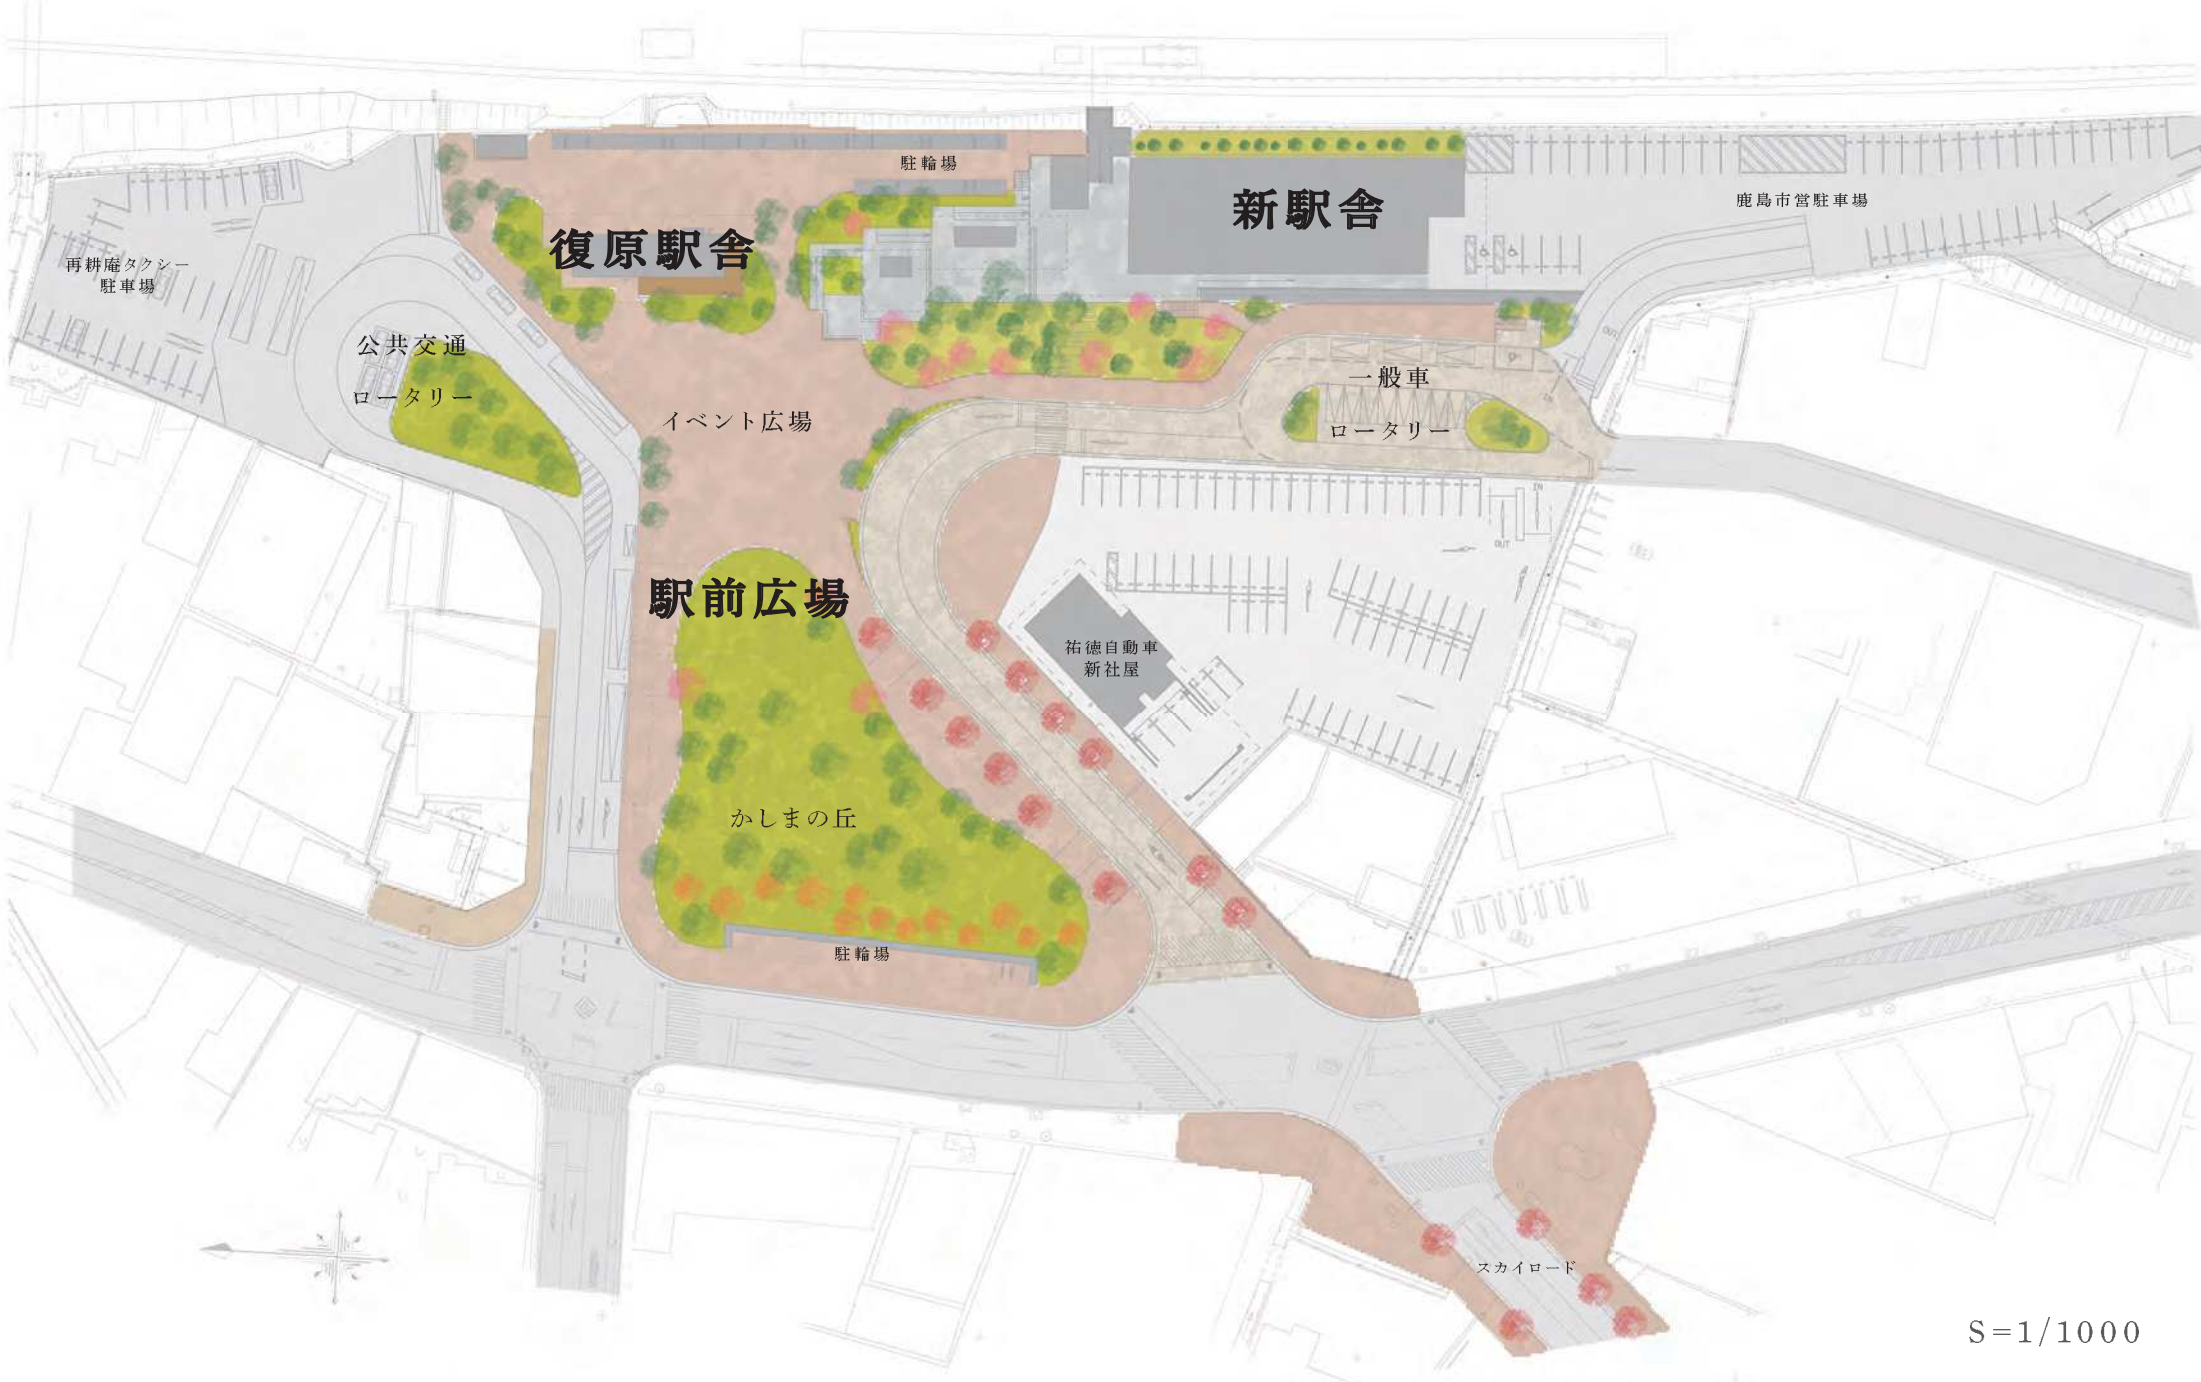 駐輪場
新駅舎
鹿島市営駐車場
復原駅舎
再耕庵タクシー
駐車場
公共交通
ロータリー
イベント広場
一般車
ロータリー
OUT
IN
IN
OUT
駅前広場
祐徳自動車
新社屋
かしまの丘
駐輪場
スカイロード
S=1/1000